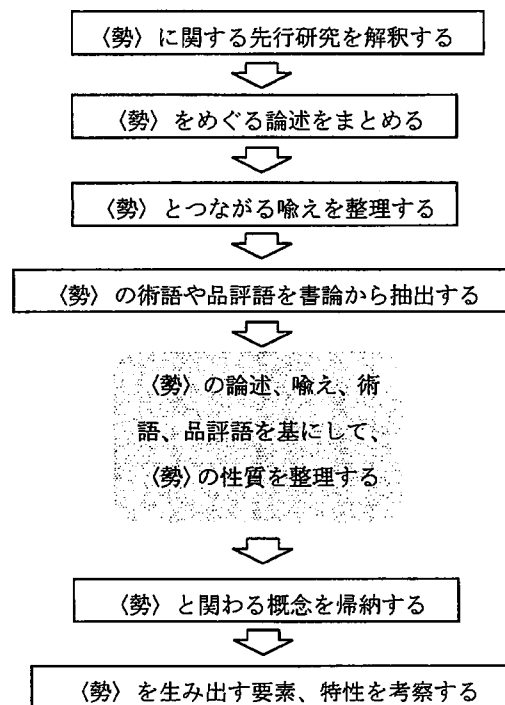 〈勢〉に関する先行研究を解釈する
〈勢〉をめぐる論述をまとめる
〈勢〉とつながる喩えを整理する
〈勢〉の術語や品評語を書論から抽出する
〈勢〉の論述、喩え、術
語、品評語を基にして、
〈勢〉の性質を整理する
〈勢〉と関わる概念を帰納する
〈勢〉を生み出す要素、特性を考察する